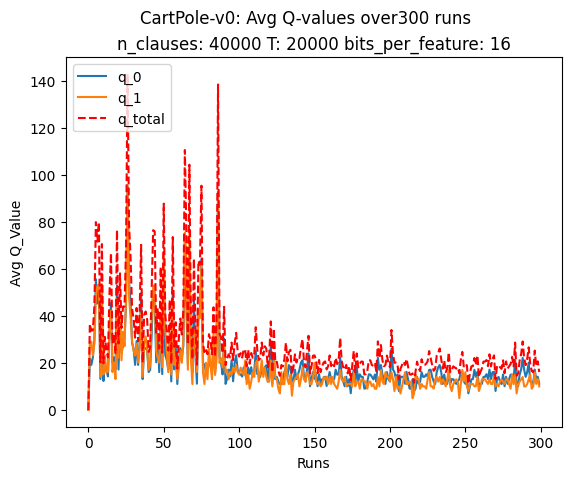 CartPole-v0: Avg Q-values over300 runs
n_clauses: 40000 T: 20000 bits_per_feature: 16
q_0
q_1
q_total
140
120
100
80
60
40
20
0
Avg Q_Value
0 50 100 150 200 250 300
Runs